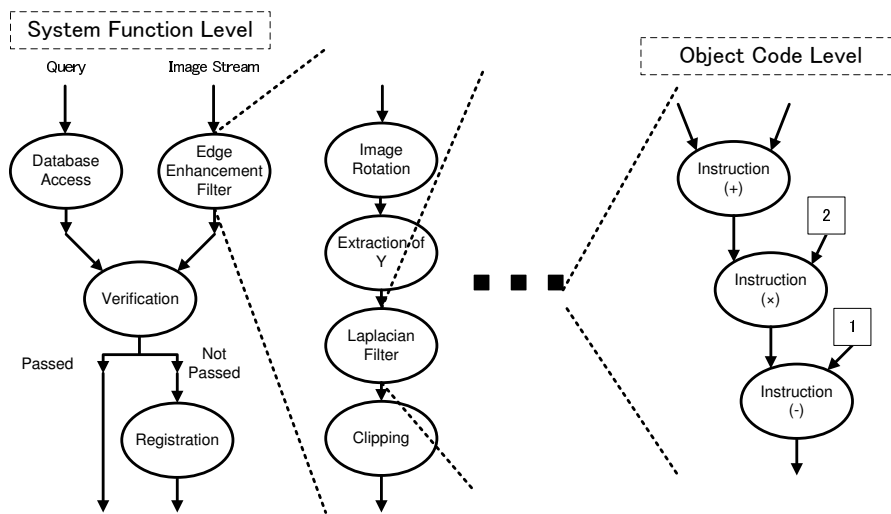 System Function Level
Query
Image Stream
Database
Access
Edge
Enhancement
Filter
Verification
Passed
Not
Passed
Registration
Image
Rotation
Extraction of
Y
Laplacian
Filter
Clipping
Object Code Level
Instruction
(+)
2
Instruction
(×)
1
Instruction
(-)